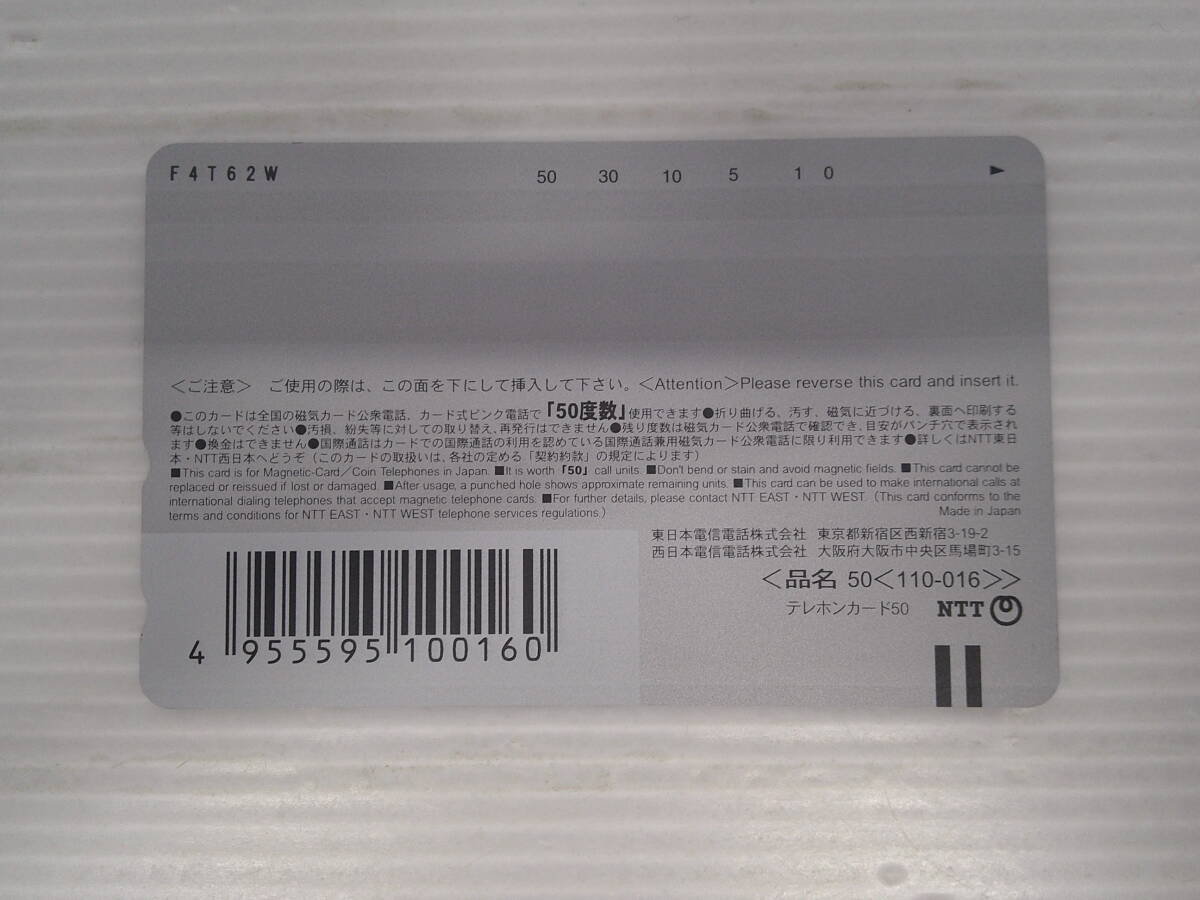 F4T62W 50 30 10 5 1 0 ►
＜ご注意＞ ご使用の際は、この面を下にして挿入して下さい。＜Attention＞Please reverse this card and insert it.
●このカードは全国の磁気カード公衆電話、カード式ピンク電話で「50度数」使用できます●折り曲げる、汚す、磁気に近づける、裏面へ印刷する
等はしないでください●汚損、紛失等に対しての取り替え、再発行はできません●残り度数は磁気カード公衆電話で確認でき、目安がパンチ穴で表示され
ます●換金はできません●国際通話はカードでの国際通話の利用を認めている国際通話兼用磁気カード公衆電話に限り利用できます●詳しくはNTT東日
本・NTT西日本へどうぞ（このカードの取扱いは、各社の定める「契約約款」の規定によります）
■This card is for Magnetic-Card／Coin Telephones in Japan. ■It is worth「50」call units. ■Don't bend or stain and avoid magnetic fields. ■This card cannot be
replaced or reissued if lost or damaged. ■After usage, a punched hole shows approximate remaining units. ■This card can be used to make international calls at
international dialing telephones that accept magnetic telephone cards. ■For further details, please contact NTT EAST・NTT WEST.（This card conforms to the
terms and conditions for NTT EAST・NTT WEST telephone services regulations.） Made in Japan
東日本電信電話株式会社 東京都新宿区西新宿3-19-2
西日本電信電話株式会社 大阪府大阪市中央区馬場町3-15
＜品名 50＜110-016＞＞
テレホンカード50 NTT
4 955595 100160